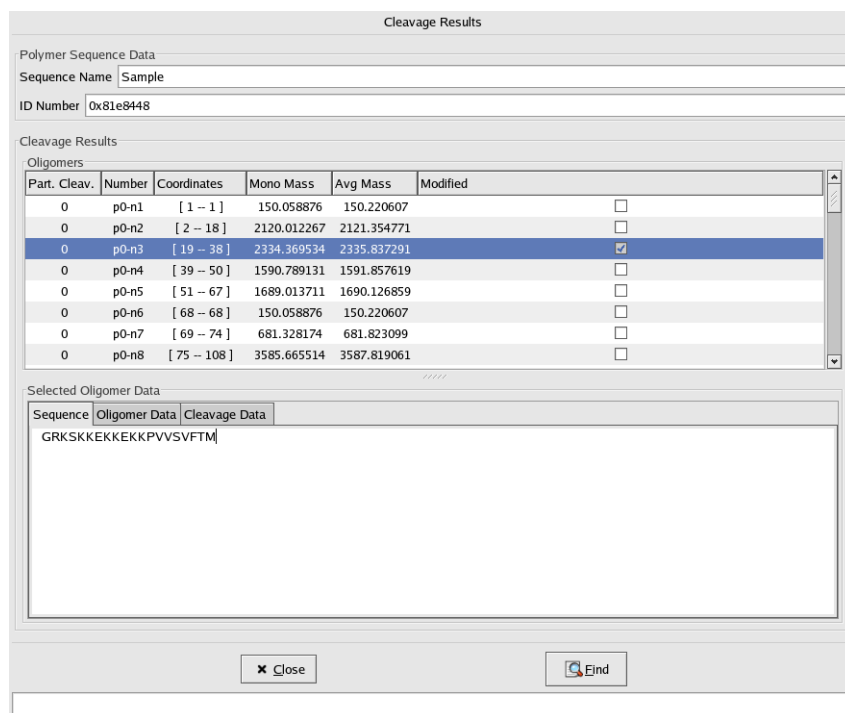 Cleavage Results
Polymer Sequence Data
Sequence Name Sample
ID Number 0x81e8448
Cleavage Results
Oligomers
Part. Cleav. Number Coordinates Mono Mass Avg Mass Modified
0 p0-n1 [ 1 -- 1 ] 150.058876 150.220607
0 p0-n2 [ 2 -- 18 ] 2120.012267 2121.354771
0 p0-n3 [ 19 -- 38 ] 2334.369534 2335.837291
0 p0-n4 [ 39 -- 50 ] 1590.789131 1591.857619
0 p0-n5 [ 51 -- 67 ] 1689.013711 1690.126859
0 p0-n6 [ 68 -- 68 ] 150.058876 150.220607
0 p0-n7 [ 69 -- 74 ] 681.328174 681.823099
0 p0-n8 [ 75 -- 108 ] 3585.665514 3587.819061
Selected Oligomer Data
Sequence Oligomer Data Cleavage Data
GRKSKKEKKEKKPVVSVFTM
Close Find